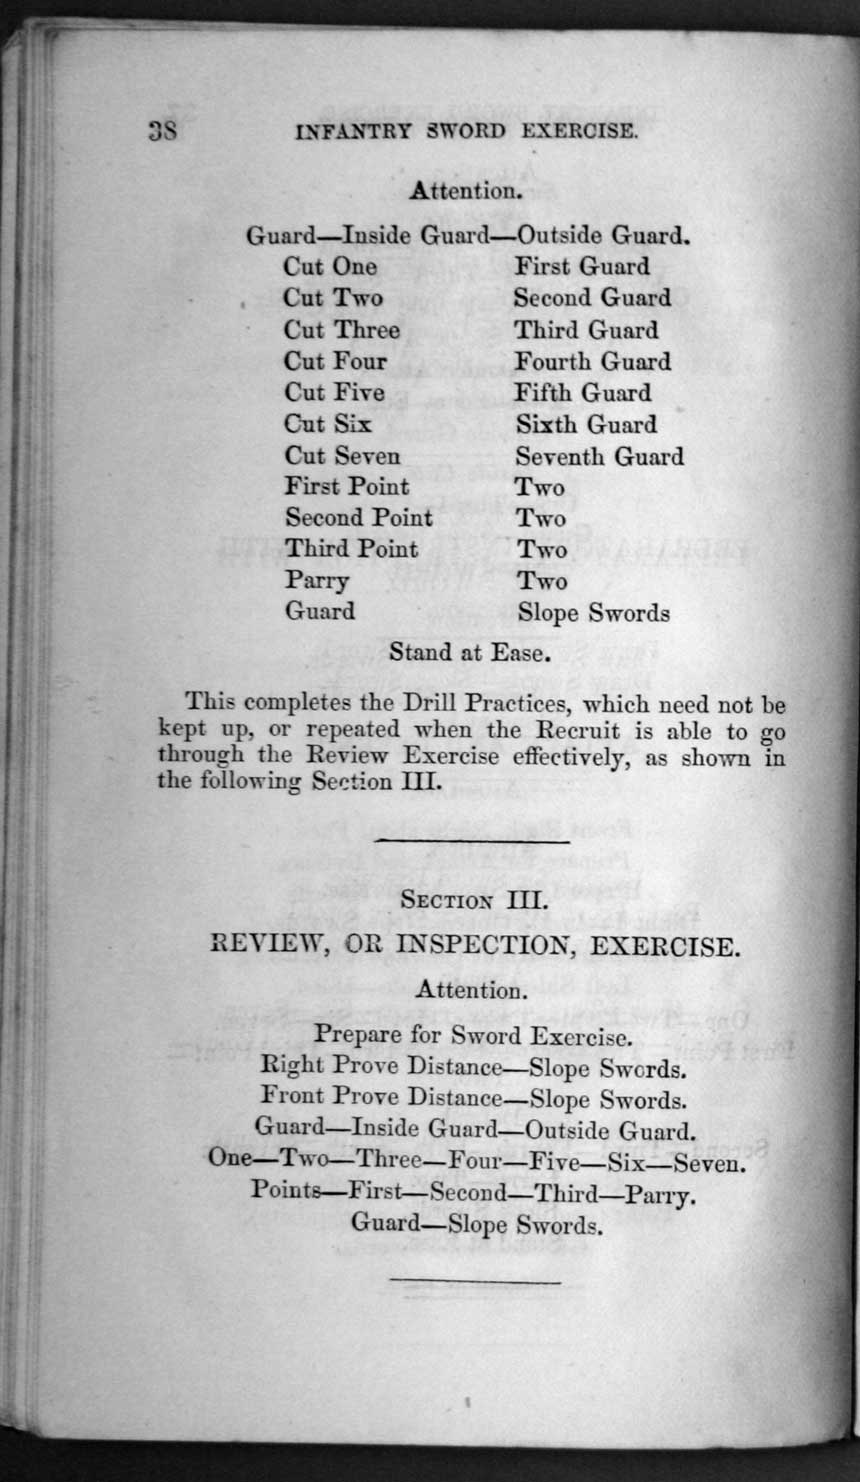 38 INFANTRY SWORD EXERCISE.
Attention.
Guard—Inside Guard—Outside Guard.
Cut One First Guard
Cut Two Second Guard
Cut Three Third Guard
Cut Four Fourth Guard
Cut Five Fifth Guard
Cut Six Sixth Guard
Cut Seven Seventh Guard
First Point Two
Second Point Two
Third Point Two
Parry Two
Guard Slope Swords
Stand at Ease.
This completes the Drill Practices, which need not be
kept up, or repeated when the Recruit is able to go
through the Review Exercise effectively, as shown in
the following Section III.
SECTION III.
REVIEW, OR INSPECTION, EXERCISE.
Attention.
Prepare for Sword Exercise.
Right Prove Distance—Slope Swords.
Front Prove Distance—Slope Swords.
Guard—Inside Guard—Outside Guard.
One—Two—Three—Four—Five—Six—Seven.
Points—First—Second—Third—Parry.
Guard—Slope Swords.